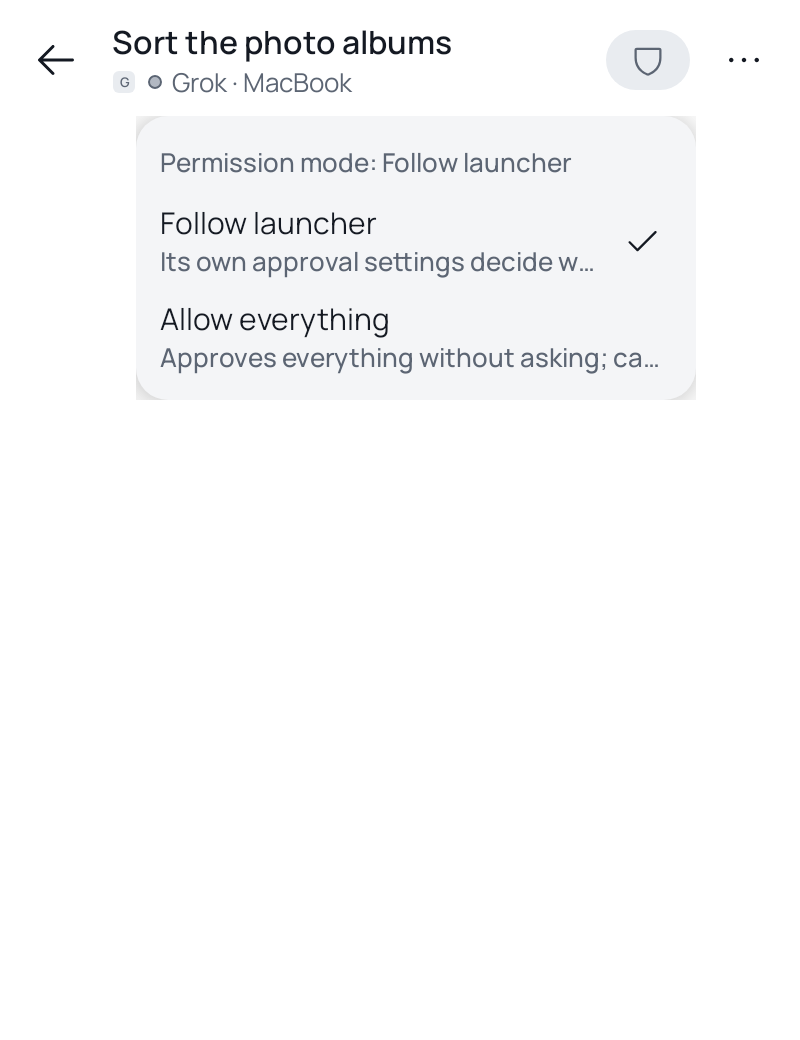 Sort the photo albums
G Grok · MacBook
Permission mode: Follow launcher
Follow launcher
Its own approval settings decide w…
Allow everything
Approves everything without asking; ca…